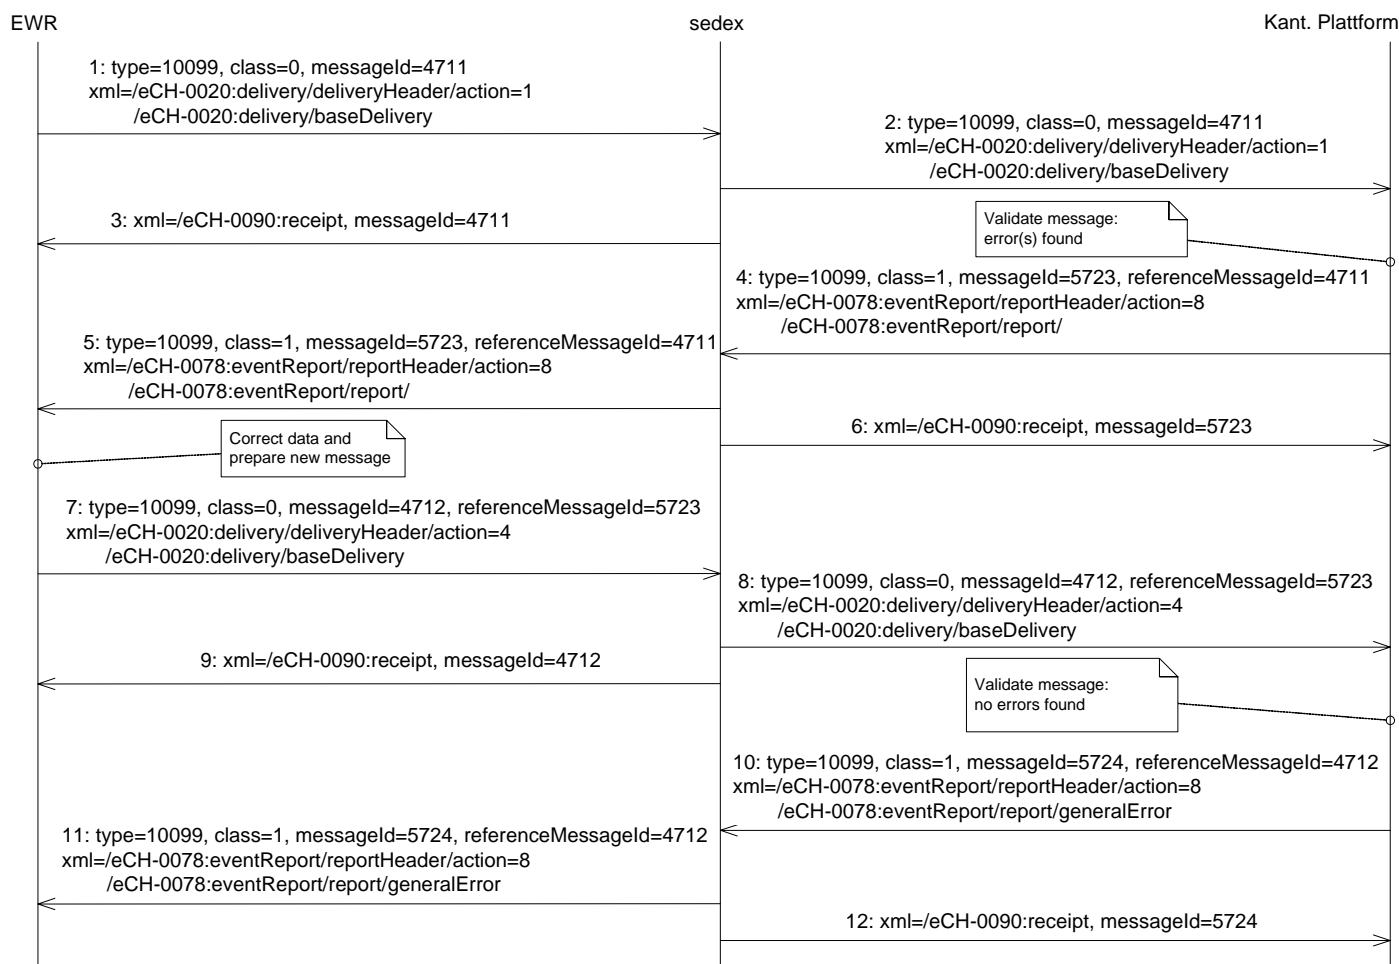 EWR
sedex
Kant. Plattform
1: type=10099, class=0, messageId=4711
xml=/eCH-0020:delivery/deliveryHeader/action=1
/eCH-0020:delivery/baseDelivery
2: type=10099, class=0, messageId=4711
xml=/eCH-0020:delivery/deliveryHeader/action=1
/eCH-0020:delivery/baseDelivery
3: xml=/eCH-0090:receipt, messageId=4711
Validate message:
error(s) found
4: type=10099, class=1, messageId=5723, referenceMessageId=4711
xml=/eCH-0078:eventReport/reportHeader/action=8
/eCH-0078:eventReport/report/
5: type=10099, class=1, messageId=5723, referenceMessageId=4711
xml=/eCH-0078:eventReport/reportHeader/action=8
/eCH-0078:eventReport/report/
6: xml=/eCH-0090:receipt, messageId=5723
Correct data and
prepare new message
7: type=10099, class=0, messageId=4712, referenceMessageId=5723
xml=/eCH-0020:delivery/deliveryHeader/action=4
/eCH-0020:delivery/baseDelivery
8: type=10099, class=0, messageId=4712, referenceMessageId=5723
xml=/eCH-0020:delivery/deliveryHeader/action=4
/eCH-0020:delivery/baseDelivery
9: xml=/eCH-0090:receipt, messageId=4712
Validate message:
no errors found
10: type=10099, class=1, messageId=5724, referenceMessageId=4712
xml=/eCH-0078:eventReport/reportHeader/action=8
/eCH-0078:eventReport/report/generalError
11: type=10099, class=1, messageId=5724, referenceMessageId=4712
xml=/eCH-0078:eventReport/reportHeader/action=8
/eCH-0078:eventReport/report/generalError
12: xml=/eCH-0090:receipt, messageId=5724